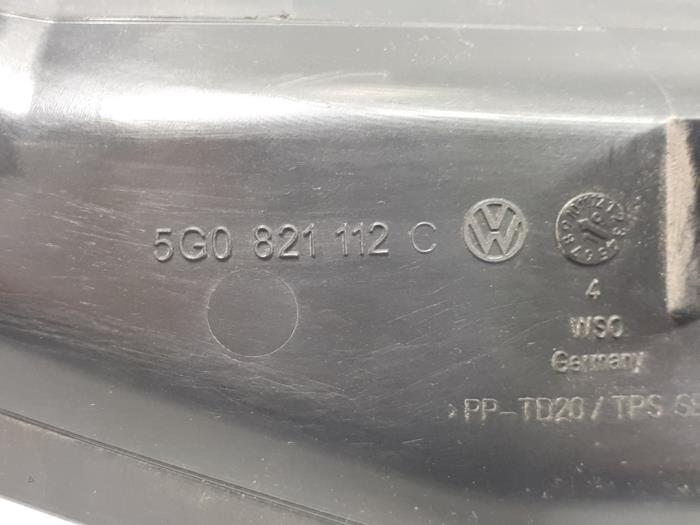 5G0 821 112 C
4
WSO
Germany
>PP-TD20 / TPS